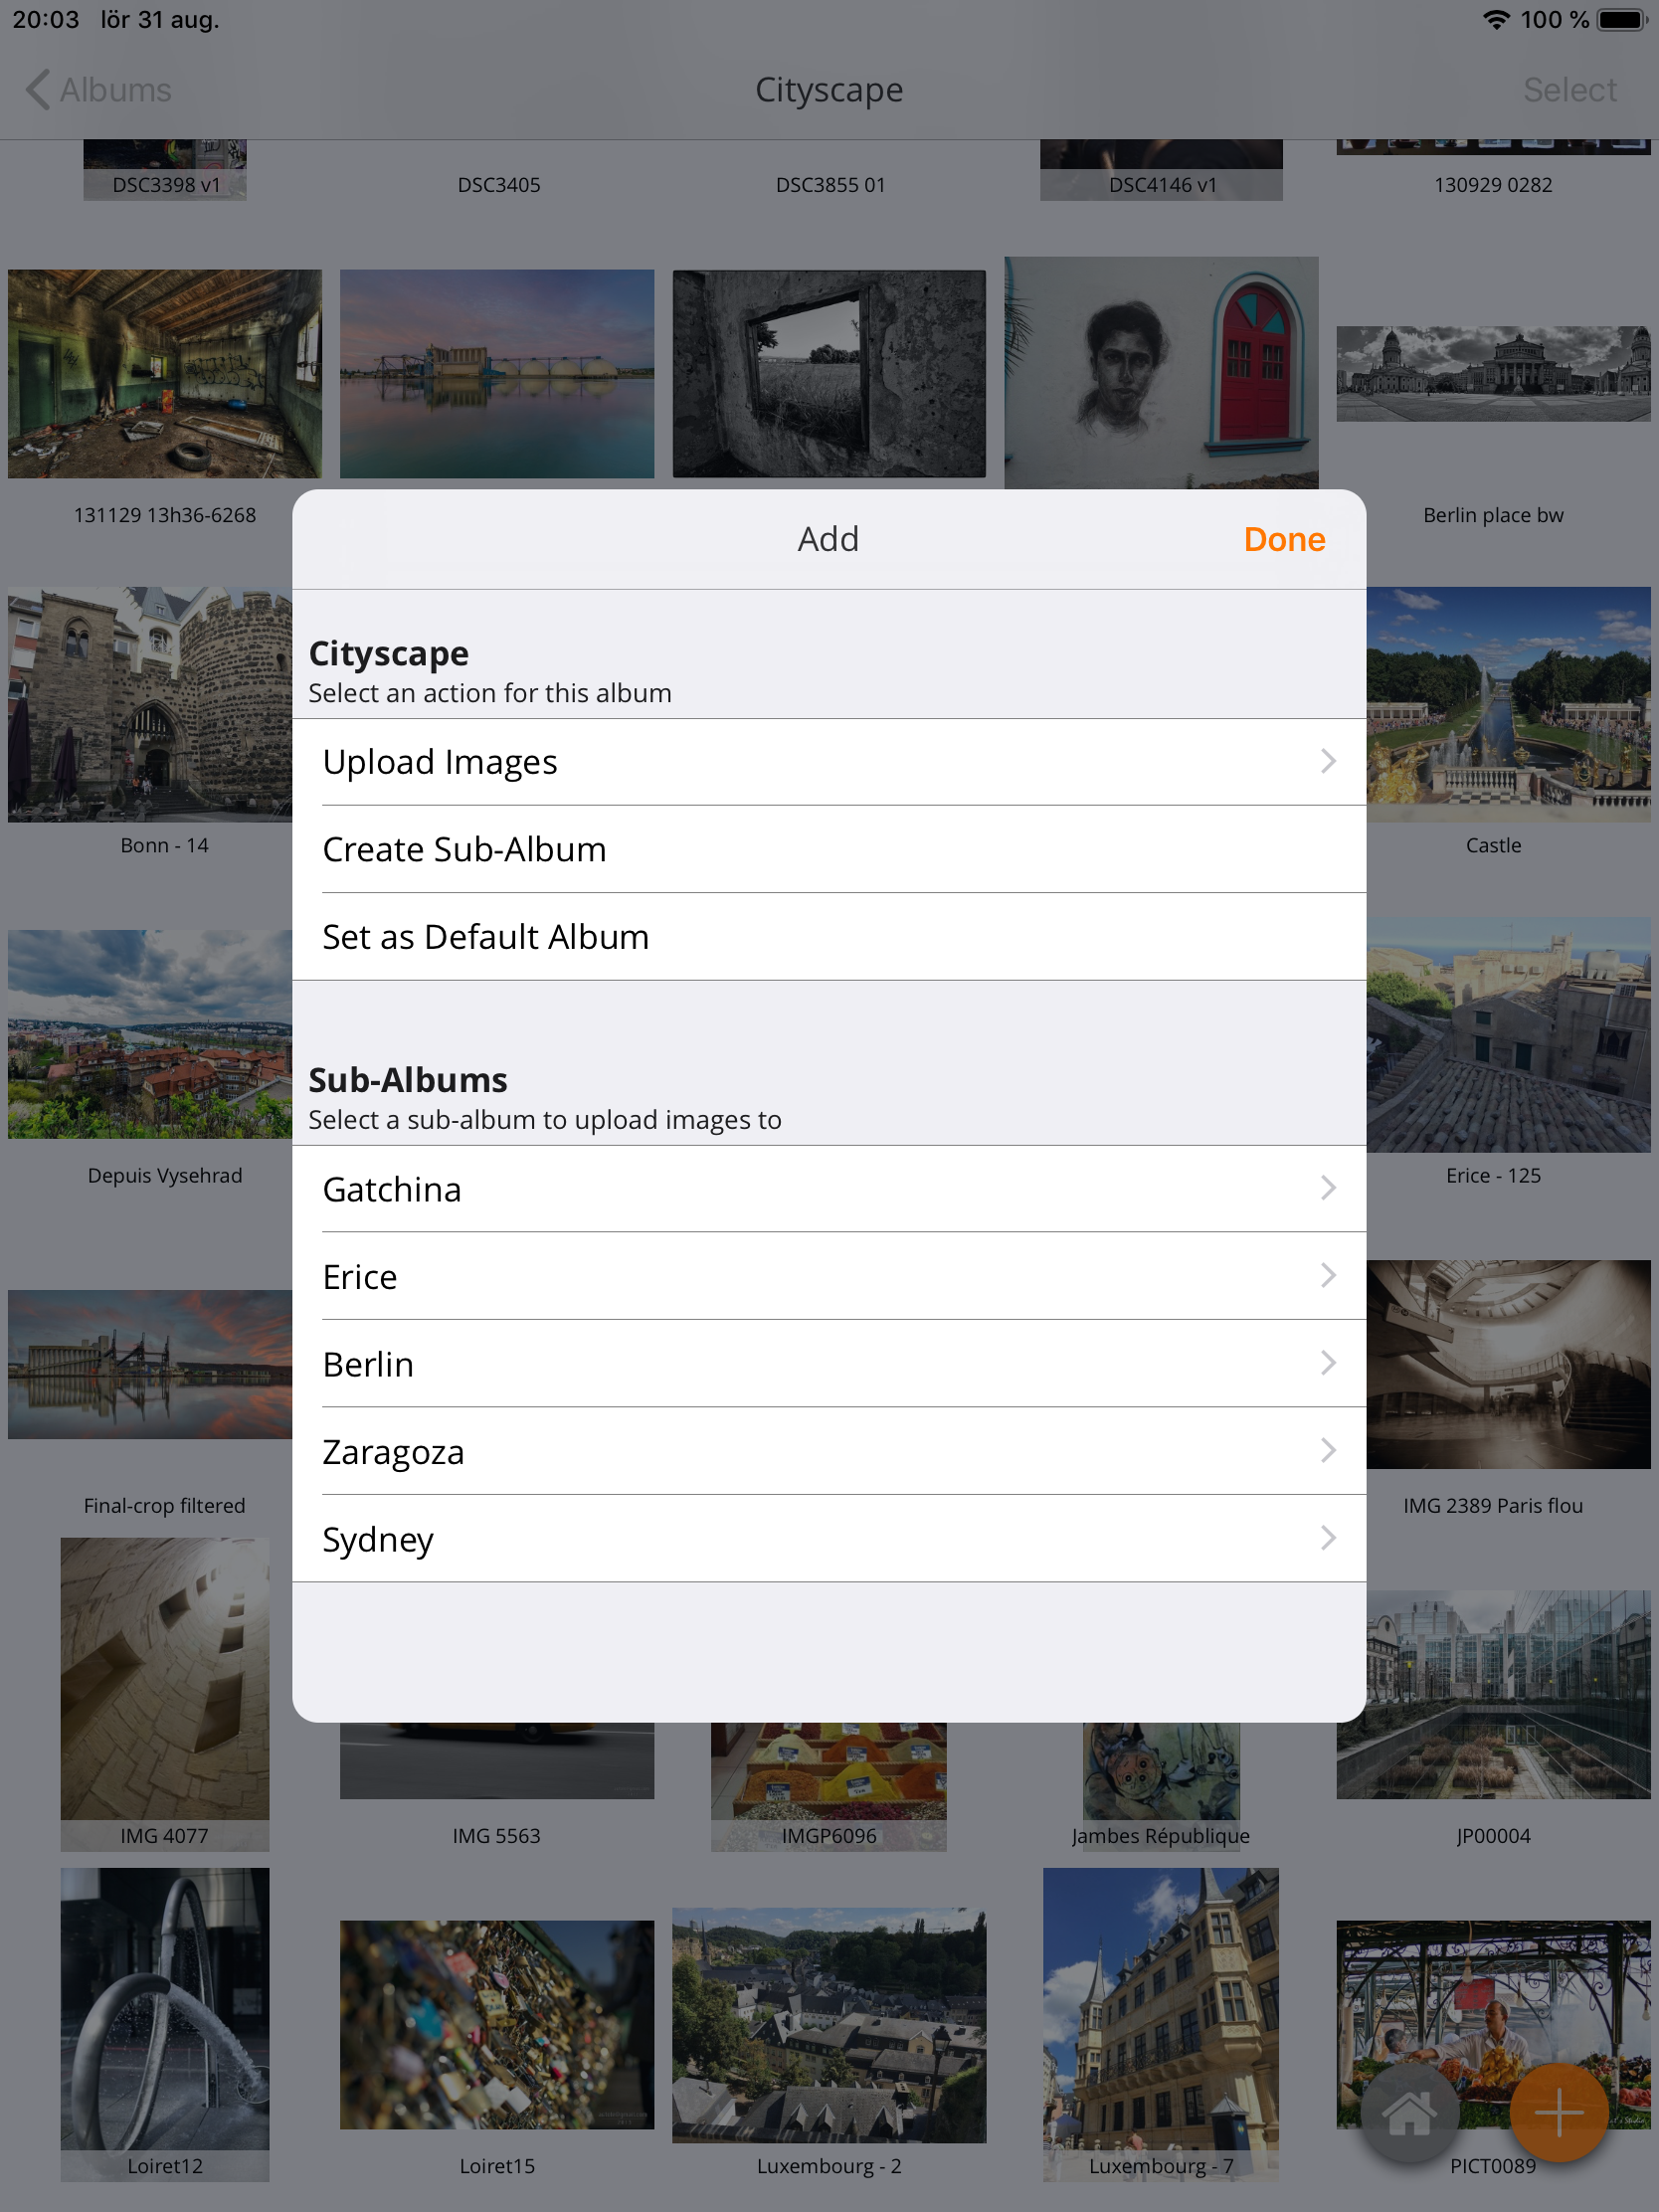 20:03 lör 31 aug. 100 %
Albums Cityscape Select
DSC3398 v1 DSC3405 DSC3855 01 DSC4146 v1 130929 0282
131129 13h36-6268 Berlin place bw
Add Done
Cityscape
Select an action for this album
Upload Images
Create Sub-Album
Set as Default Album
Sub-Albums
Select a sub-album to upload images to
Gatchina
Erice
Berlin
Zaragoza
Sydney
Bonn - 14 Castle
Depuis Vysehrad Erice - 125
Final-crop filtered IMG 2389 Paris flou
IMG 4077 IMG 5563 IMGP6096 Jambes République JP00004
Loiret12 Loiret15 Luxembourg - 2 Luxembourg - 7 PICT0089